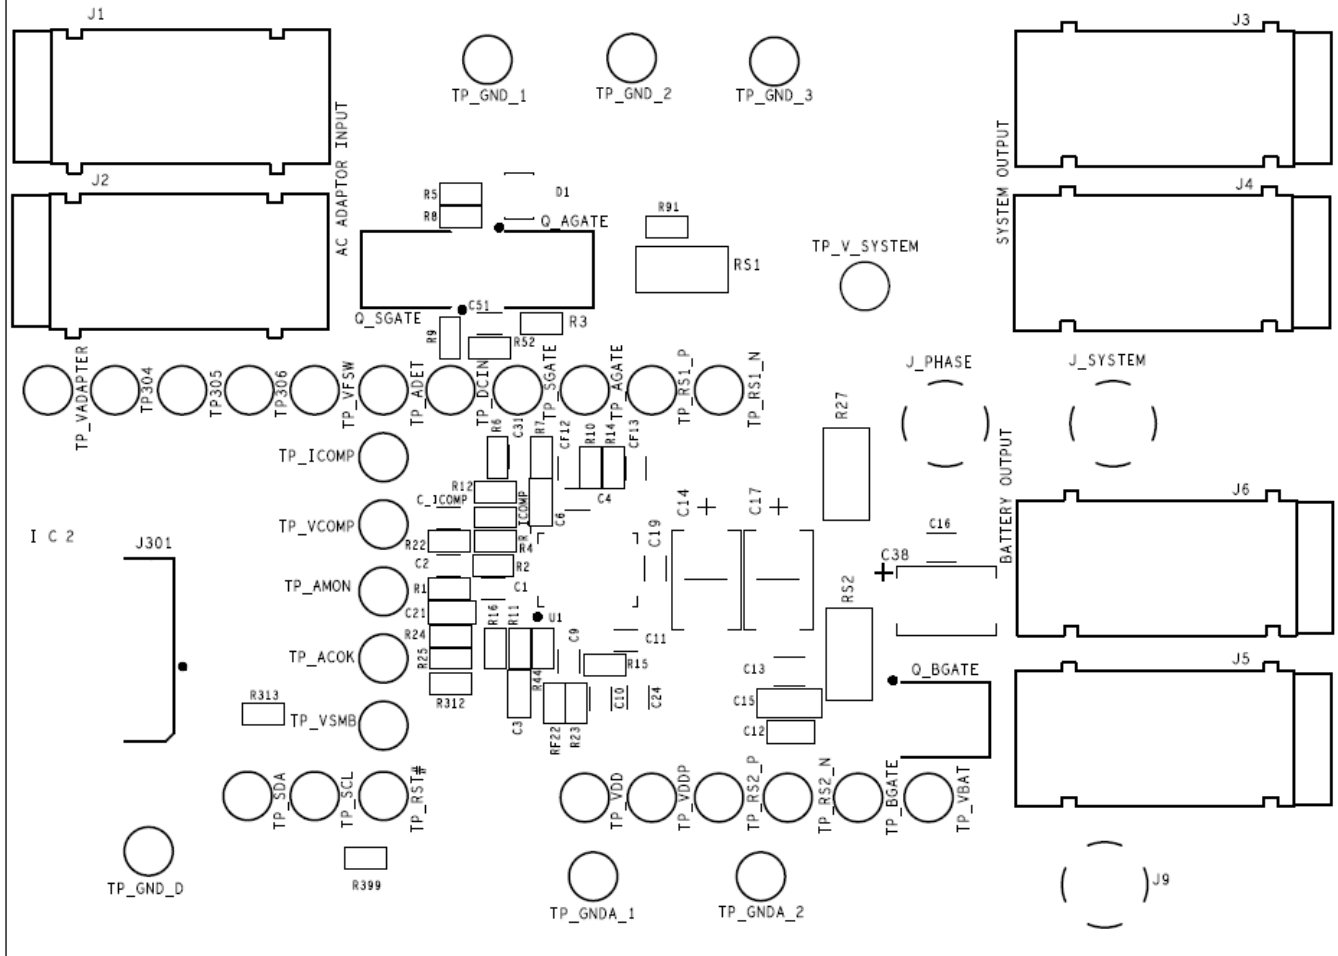 J1
J3
TP_GND_1
TP_GND_2
TP_GND_3
AC ADAPTOR INPUT
SYSTEM OUTPUT
J2
J4
R5
D1
R8
Q_AGATE
R91
RS1
TP_V_SYSTEM
Q_SGATE
C51
R3
R9
R52
TP_VADAPTER
TP304
TP305
TP306
TP_VFSW
TP_ADET
TP_DCIN
TP_SGATE
TP_AGATE
TP_RS1_P
TP_RS1_N
J_PHASE
J_SYSTEM
R27
TP_ICOMP
R6
C31
R7
CF12
R10
R14
CF13
BATTERY OUTPUT
J6
R12
C_ICOMP
R ICOMP
C6
C4
C14
C17
C19
C16
TP_VCOMP
I C 2
J301
R22
R4
C38
C2
R2
TP_AMON
R1
C1
C21
R16
R11
U1
RS2
R24
C9
C11
TP_ACOK
R25
R15
C13
Q_BGATE
J5
R312
R44
C10
C24
C15
R313
TP_VSMB
C3
RF22
R23
C12
TP_SDA
TP_SCL
TP_RST#
TP_VDD
TP_VDDP
TP_RS2_P
TP_RS2_N
TP_BGATE
TP_VBAT
TP_GND_D
R399
TP_GNDA_1
TP_GNDA_2
J9